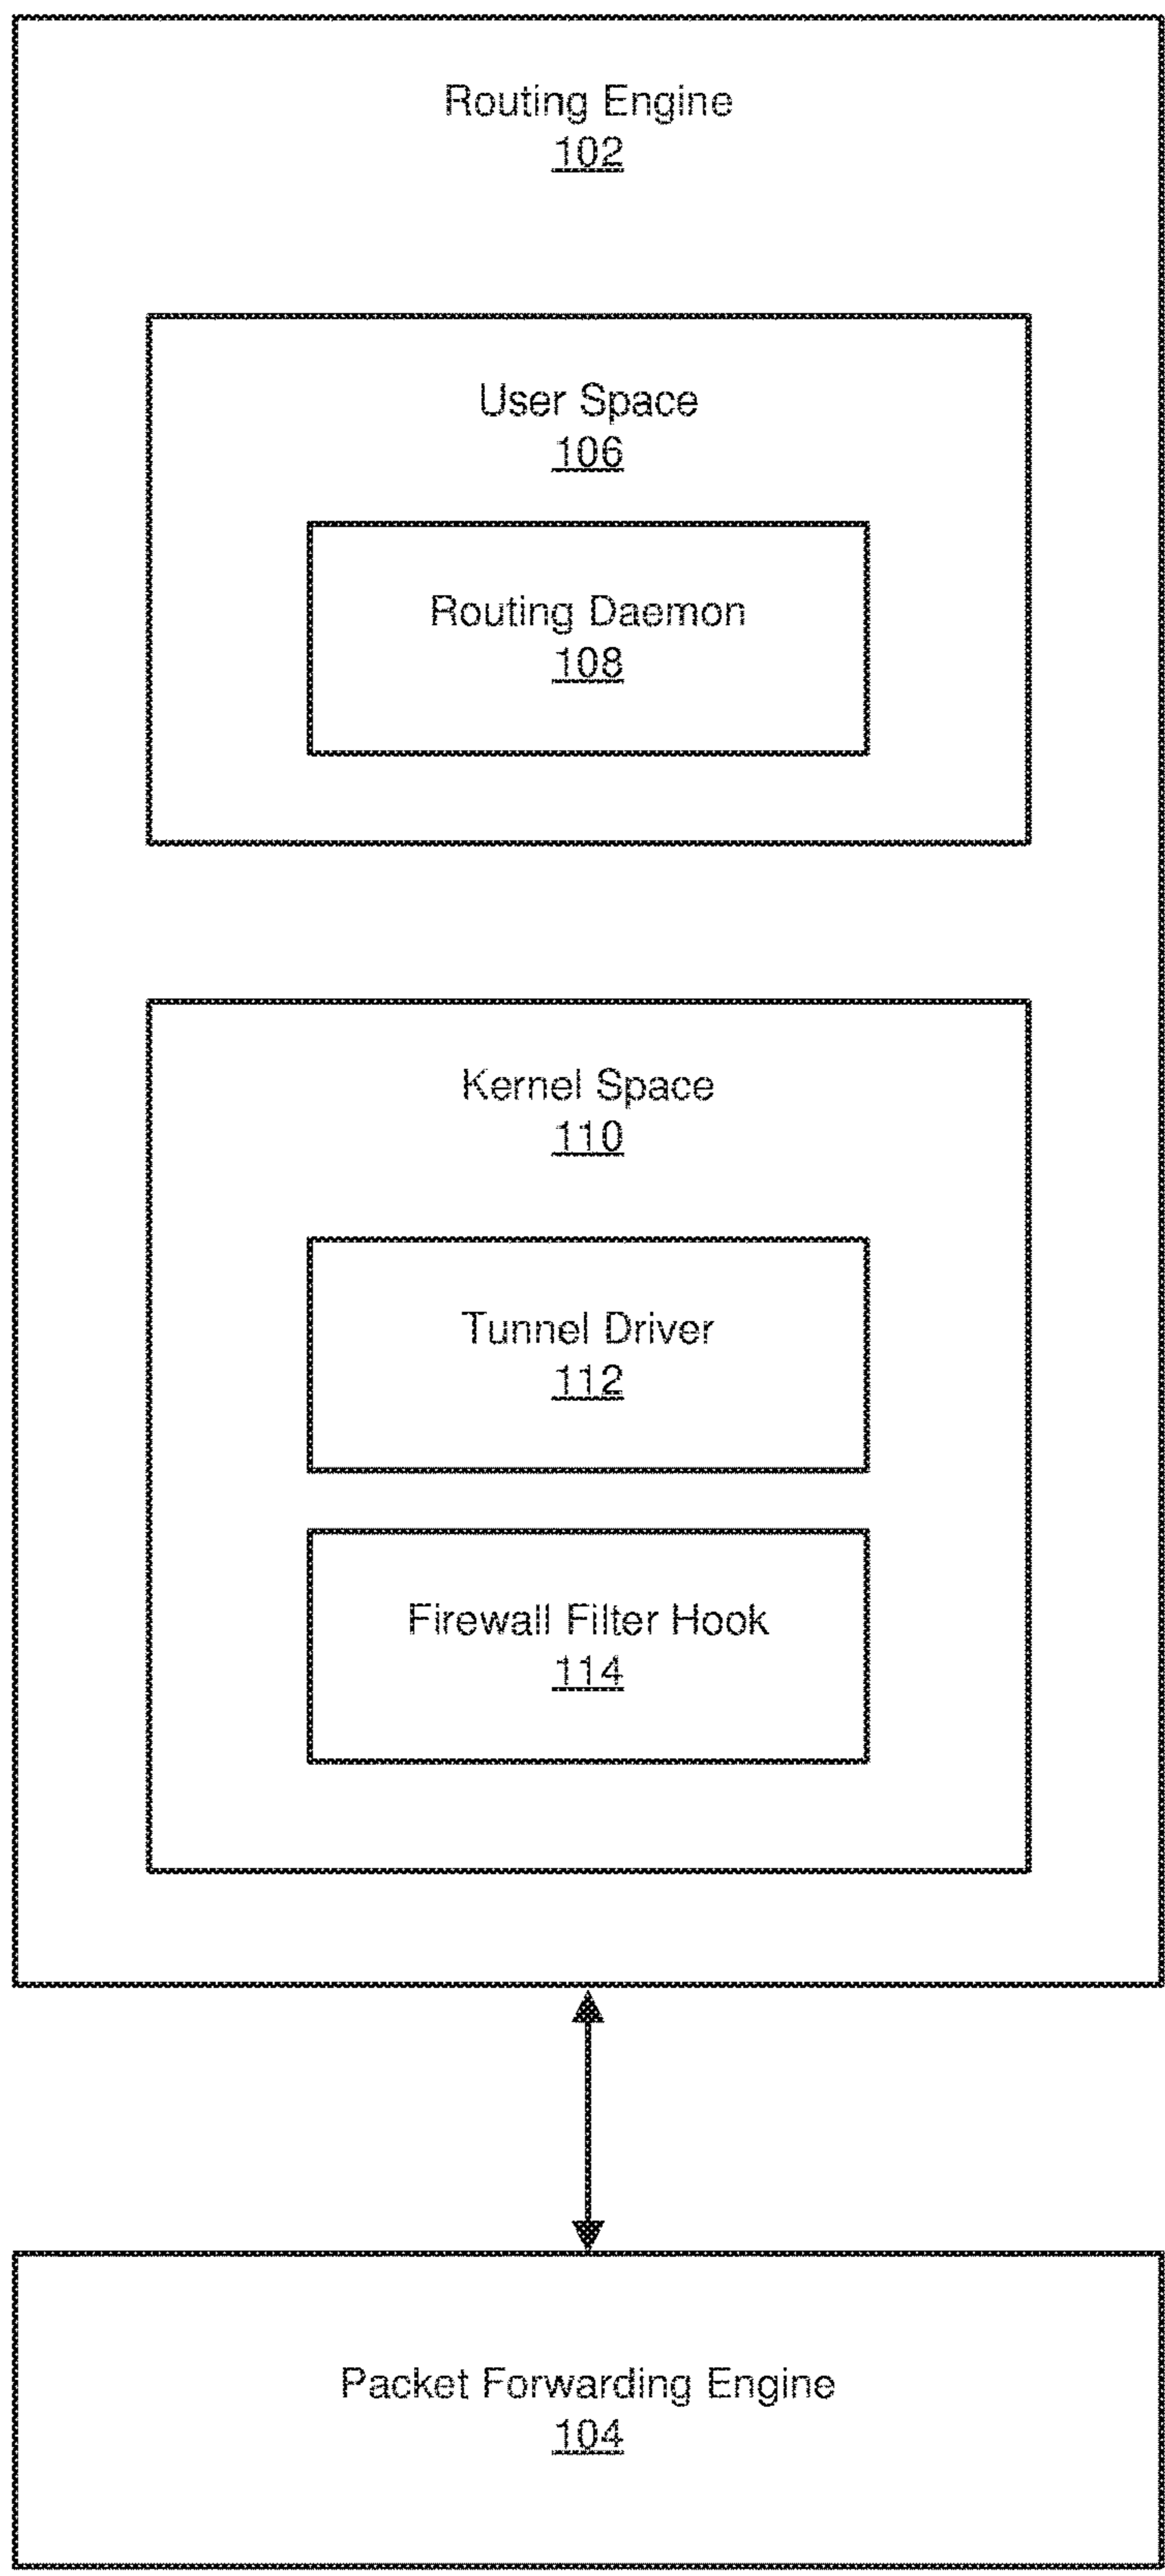 Routing Engine
102
User Space
106
Routing Daemon
108
Kernel Space
110
Tunnel Driver
112
Firewall Filter Hook
114
Packet Forwarding Engine
104